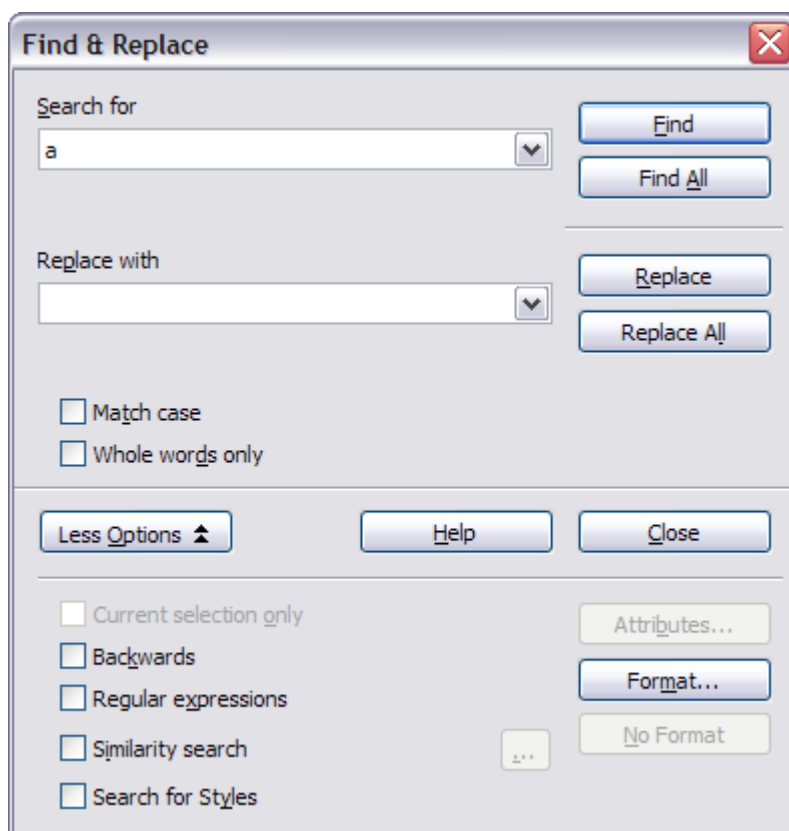 Find & Replace
Search for
a
Find
Find All
Replace with
Replace
Replace All
Match case
Whole words only
Less Options
Help
Close
Current selection only
Attributes...
Backwards
Format...
Regular expressions
No Format
Similarity search
...
Search for Styles